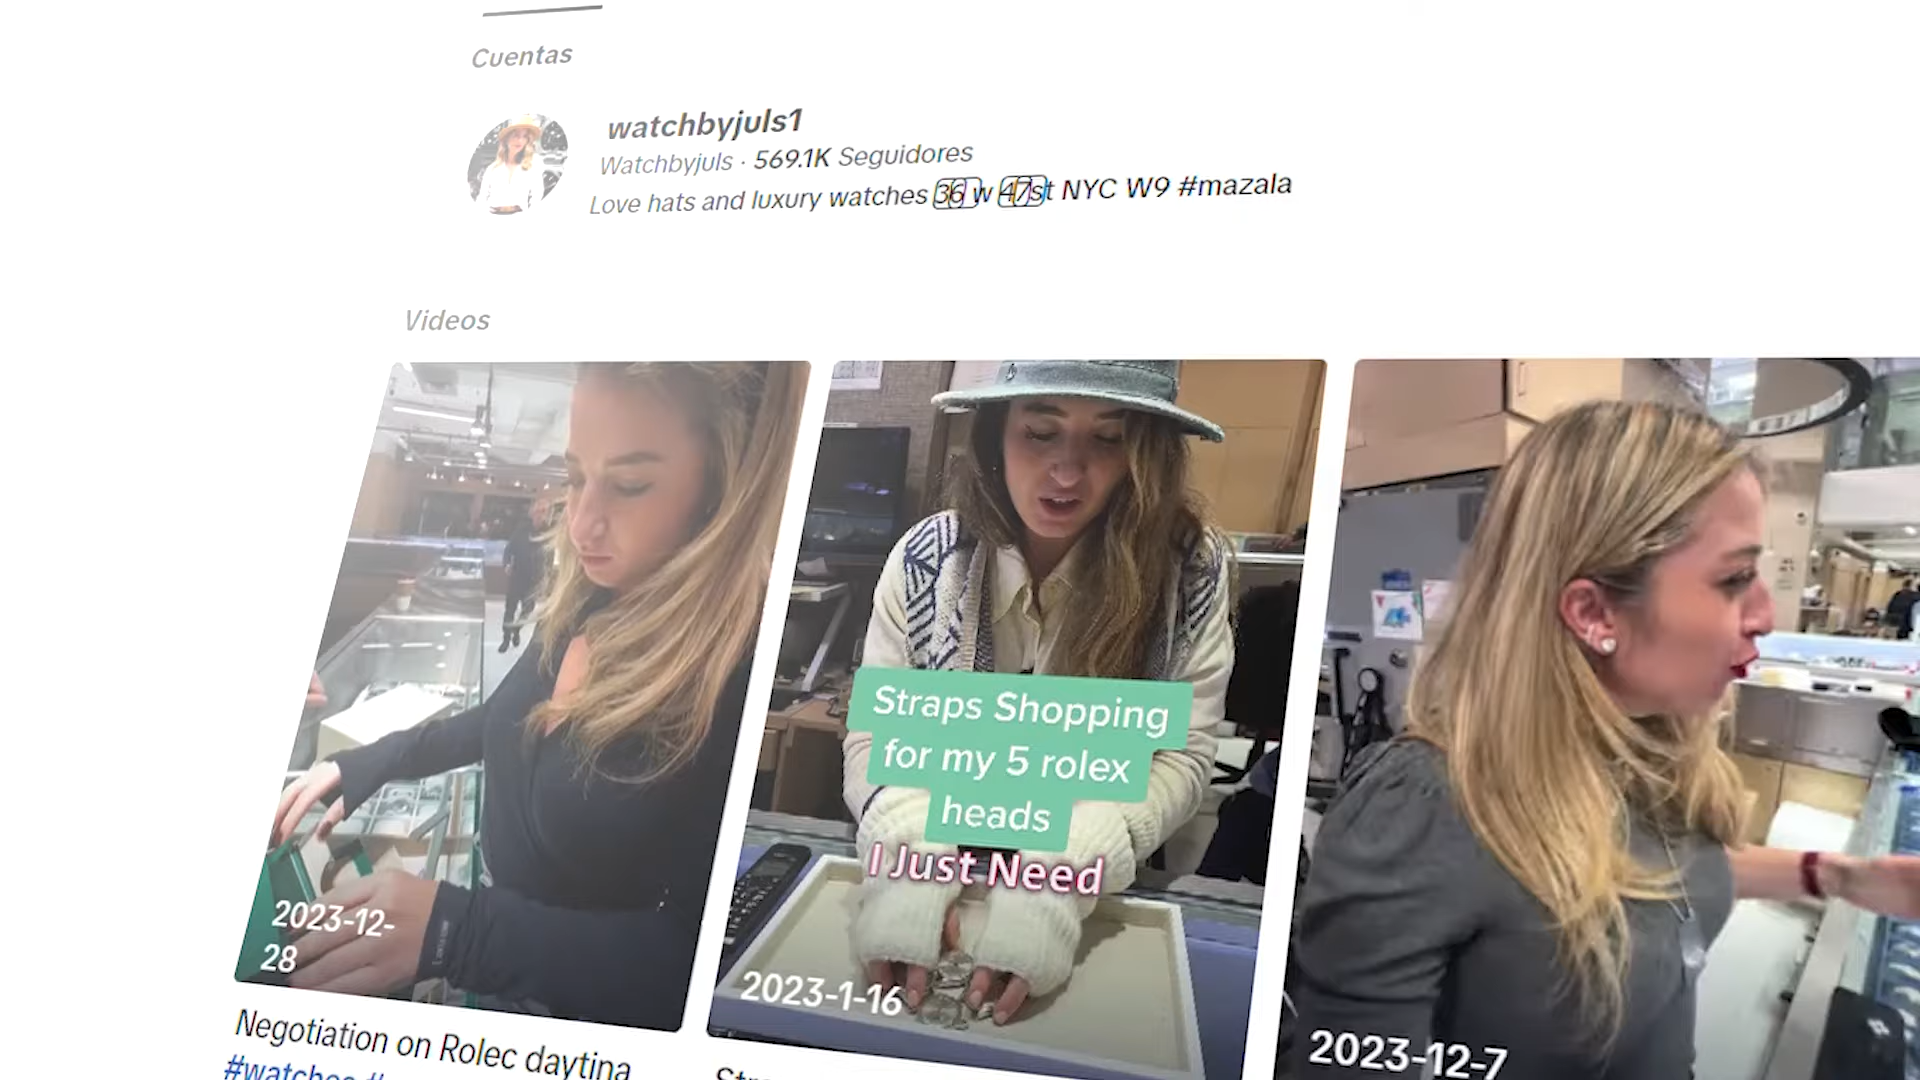 Cuentas
watchbyjuls1
Watchbyjuls · 569.1K Seguidores
Love hats and luxury watches 36 w 47st NYC W9 #mazala
Videos
Straps Shopping
for my 5 rolex
heads
I Just Need
2023-12-
28
2023-1-16
2023-12-7
Negotiation on Rolec daytina
#watches